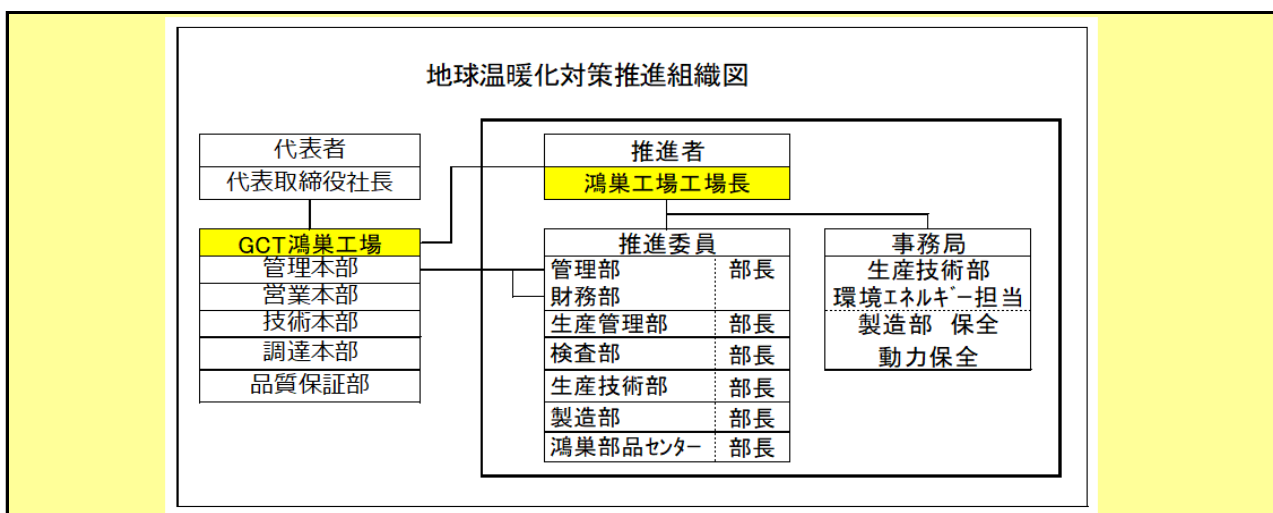 地球温暖化対策推進組織図
代表者
代表取締役社長
GCT鴻巣工場
管理本部
営業本部
技術本部
調達本部
品質保証部
推進者
鴻巣工場工場長
推進委員
管理部 部長
財務部
生産管理部 部長
検査部 部長
生産技術部 部長
製造部 部長
鴻巣部品ｾﾝﾀｰ 部長
事務局
生産技術部
環境ｴﾈﾙｷﾞｰ担当
製造部 保全
動力保全